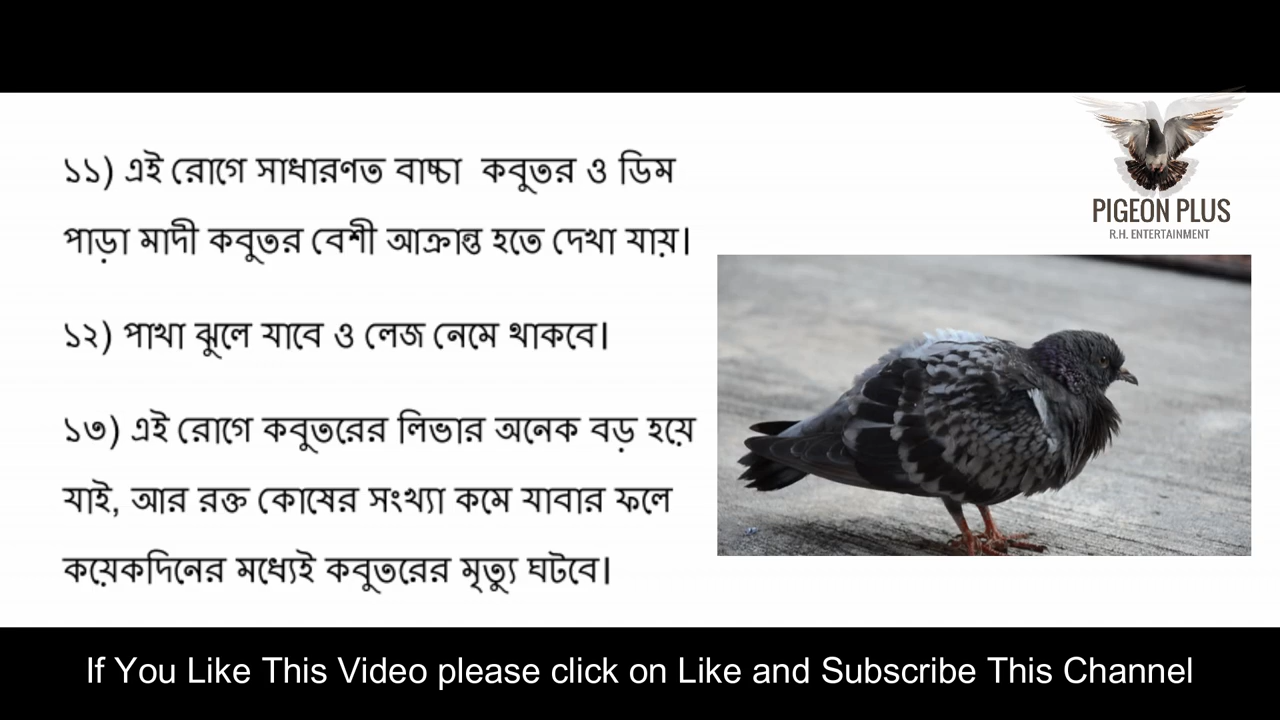 ১১) এই রোগে সাধারণত বাচ্চা কবুতর ও ডিম
পাড়া মাদী কবুতর বেশী আক্রান্ত হতে দেখা যায়।
১২) পাখা ঝুলে যাবে ও লেজ নেমে থাকবে।
১৩) এই রোগে কবুতরের লিভার অনেক বড় হয়ে
যাই, আর রক্ত কোষের সংখ্যা কমে যাবার ফলে
কয়েকদিনের মধ্যেই কবুতরের মৃত্যু ঘটবে।
PIGEON PLUS
R.H. ENTERTAINMENT
If You Like This Video please click on Like and Subscribe This Channel